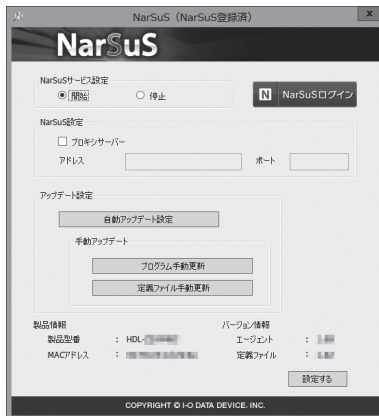 NarSuS（NarSuS登録済） x
NarSuS
NarSuSサービス設定
開始 停止
N NarSuSログイン
NarSuS設定
プロキシサーバー
アドレス ポート
アップデート設定
自動アップデート設定
手動アップデート
プログラム手動更新
定義ファイル手動更新
製品情報 バージョン情報
製品型番 : HDL- エージェント :
MACアドレス : 定義ファイル :
設定する
COPYRIGHT © I-O DATA DEVICE. INC.